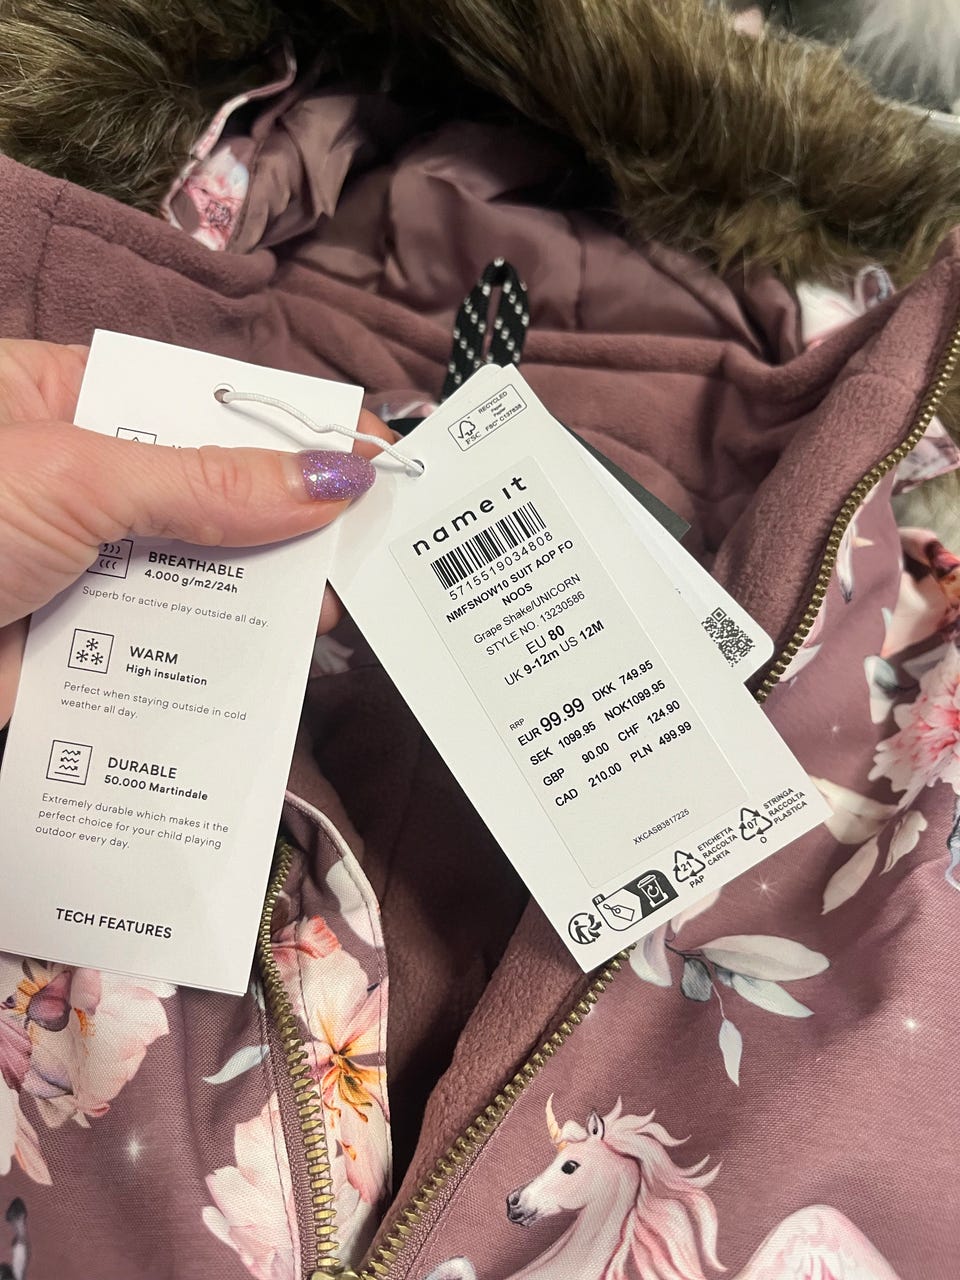 BREATHABLE
4.000 g/m2/24h
Superb for active play outside all day.
WARM
High insulation
Perfect when staying outside in cold
weather all day.
DURABLE
50.000 Martindale
Extremely durable which makes it the
perfect choice for your child playing
outdoor every day.
TECH FEATURES
RECYCLED
Paper
Papier
FSC
FSC® C137838
name it
5715519034808
NMFSNOW10 SUIT AOP FO
NOOS
Grape Shake/UNICORN
STYLE NO. 13230586
EU 80
UK 9-12m US 12M
RRP
EUR 99.99 DKK 749.95
SEK 1099.95 NOK1099.95
GBP 90.00 CHF 124.90
CAD 210.00 PLN 499.99
XKCASB3817225
FR
21
PAP
ETICHETTA
RACCOLTA
CARTA
07
O
STRINGA
RACCOLTA
PLASTICA